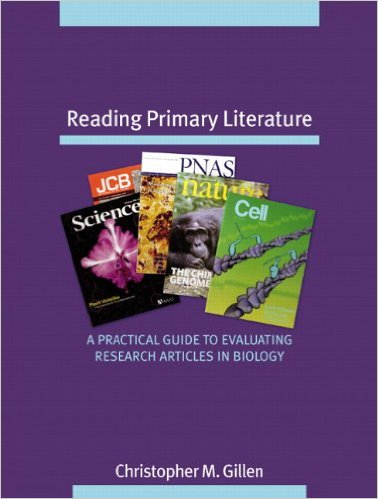 Reading Primary Literature
JCB
PNAS
nature
Science
Cell
THE CHIM
GENOME
A PRACTICAL GUIDE TO EVALUATING
RESEARCH ARTICLES IN BIOLOGY
Christopher M. Gillen